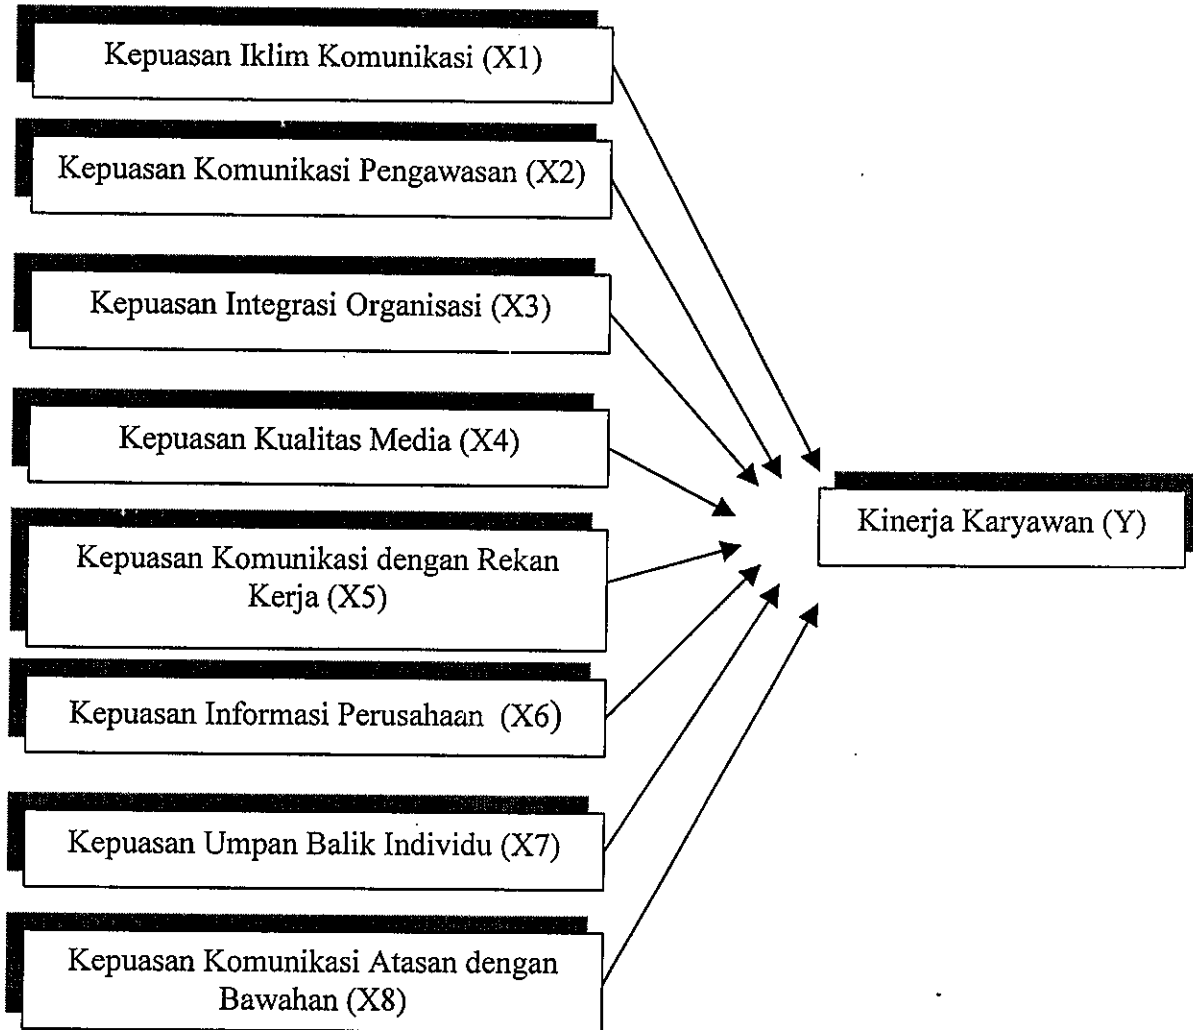 Kepuasan Iklim Komunikasi (X1)
Kepuasan Komunikasi Pengawasan (X2)
Kepuasan Integrasi Organisasi (X3)
Kepuasan Kualitas Media (X4)
Kepuasan Komunikasi dengan Rekan
Kerja (X5)
Kepuasan Informasi Perusahaan (X6)
Kepuasan Umpan Balik Individu (X7)
Kepuasan Komunikasi Atasan dengan
Bawahan (X8)
Kinerja Karyawan (Y)